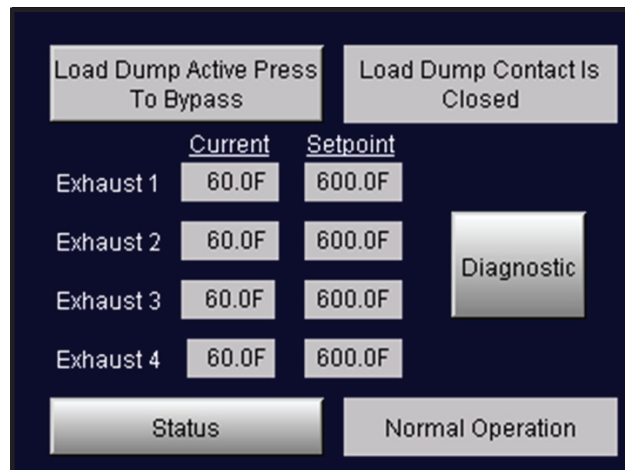 Load Dump Active Press
To Bypass
Load Dump Contact Is
Closed
Current Setpoint
Exhaust 1 60.0F 600.0F
Exhaust 2 60.0F 600.0F
Exhaust 3 60.0F 600.0F
Exhaust 4 60.0F 600.0F
Diagnostic
Status
Normal Operation